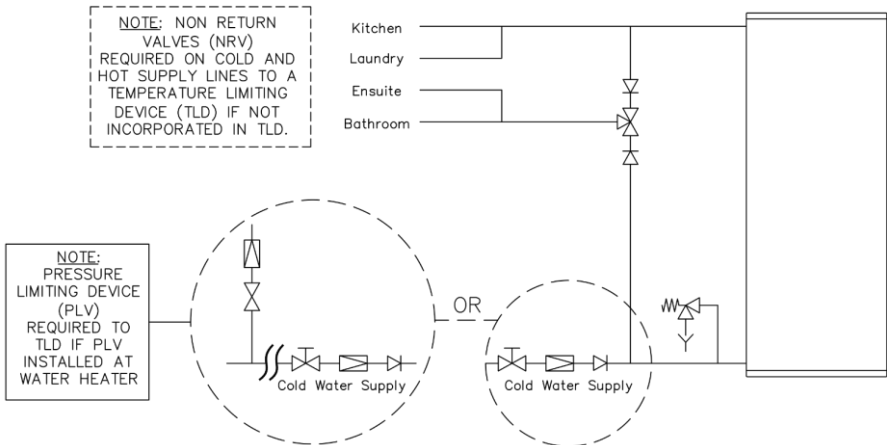 NOTE: NON RETURN
VALVES (NRV)
REQUIRED ON COLD AND
HOT SUPPLY LINES TO A
TEMPERATURE LIMITING
DEVICE (TLD) IF NOT
INCORPORATED IN TLD.
Kitchen
Laundry
Ensuite
Bathroom
NOTE:
PRESSURE
LIMITING DEVICE
(PLV)
REQUIRED TO
TLD IF PLV
INSTALLED AT
WATER HEATER
OR
Cold Water Supply
Cold Water Supply